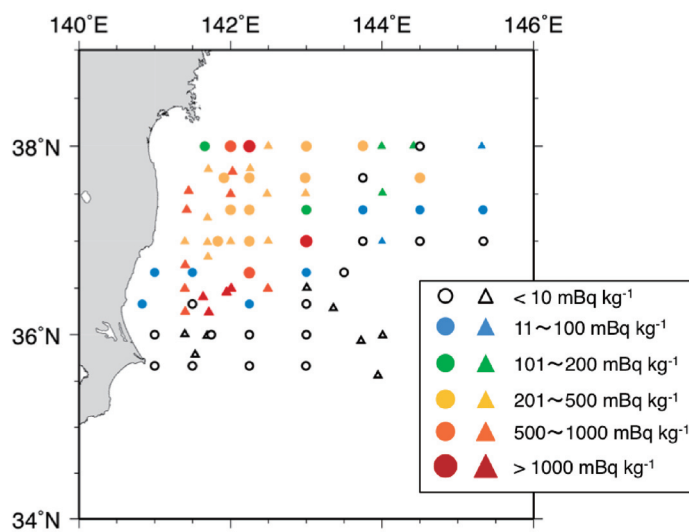 140°E 142°E 144°E 146°E
38°N
36°N
34°N
< 10 mBq kg⁻¹
11～100 mBq kg⁻¹
101～200 mBq kg⁻¹
201～500 mBq kg⁻¹
500～1000 mBq kg⁻¹
> 1000 mBq kg⁻¹